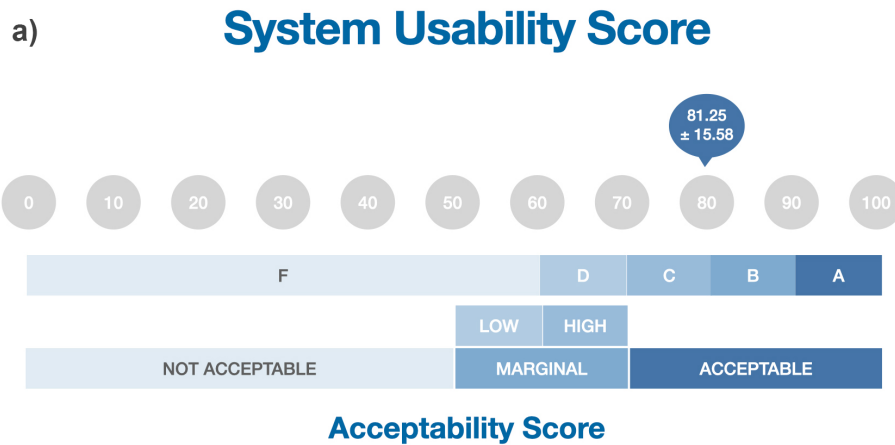 a)
System Usability Score
81.25
± 15.58
0 10 20 30 40 50 60 70 80 90 100
F D C B A
LOW HIGH
NOT ACCEPTABLE MARGINAL ACCEPTABLE
Acceptability Score